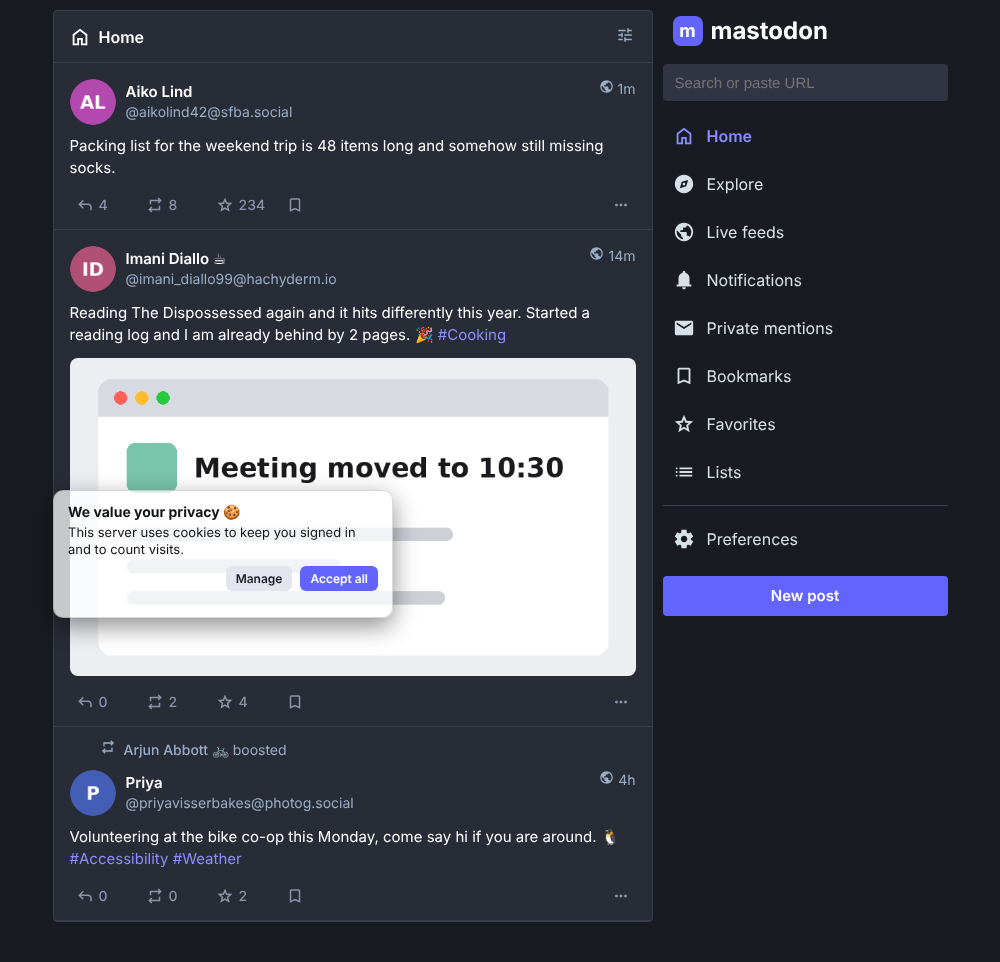 Home
Aiko Lind
1m
@aikolind42@sfba.social
Packing list for the weekend trip is 48 items long and somehow still missing
socks.
4 8 234
Imani Diallo ☕
14m
@imani_diallo99@hachyderm.io
Reading The Dispossessed again and it hits differently this year. Started a
reading log and I am already behind by 2 pages. 🎉 #Cooking
Meeting moved to 10:30
We value your privacy 🍪
This server uses cookies to keep you signed in
and to count visits.
Manage
Accept all
0 2 4
Arjun Abbott 🚲 boosted
Priya
4h
@priyavisserbakes@photog.social
Volunteering at the bike co-op this Monday, come say hi if you are around. 🐧
#Accessibility #Weather
0 0 2
AL
ID
P
m mastodon
Search or paste URL
Home
Explore
Live feeds
Notifications
Private mentions
Bookmarks
Favorites
Lists
Preferences
New post